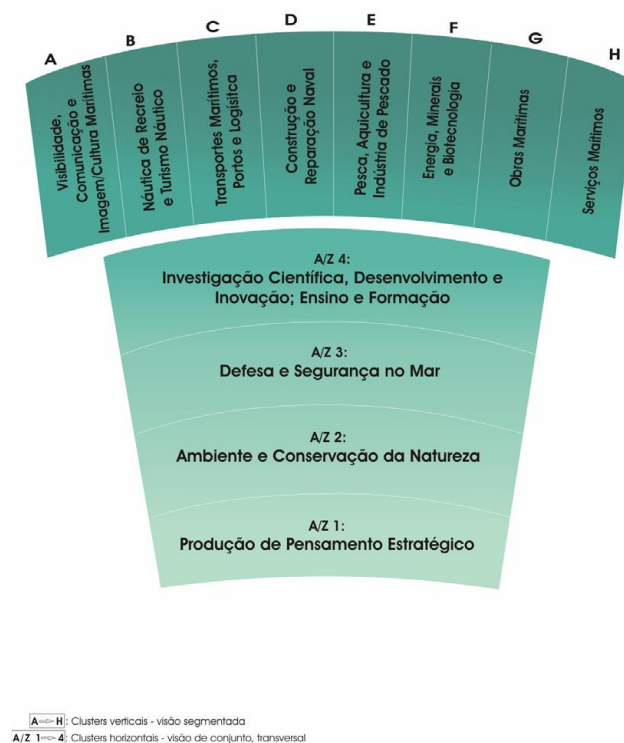 A
B
C
D
E
F
G
H
Visibilidade,
Comunicação e
Imagem/Cultura Marítimas
Náutica de Recreio
e Turismo Náutico
Transportes Marítimos,
Portos e Logísitca
Construção e
Reparação Naval
Pesca, Aquicultura e
Indústria de Pescado
Energia, Minerais
e Biotecnologia
Obras Marítimas
Serviços Maítimos
A/Z 4:
Investigação Científica, Desenvolvimento e
Inovação; Ensino e Formação
A/Z 3:
Defesa e Segurança no Mar
A/Z 2:
Ambiente e Conservação da Natureza
A/Z 1:
Produção de Pensamento Estratégico
A H : Clusters verticais - visão segmentada
A/Z 1 4 : Clusters horizontais - visão de conjunto, transversal